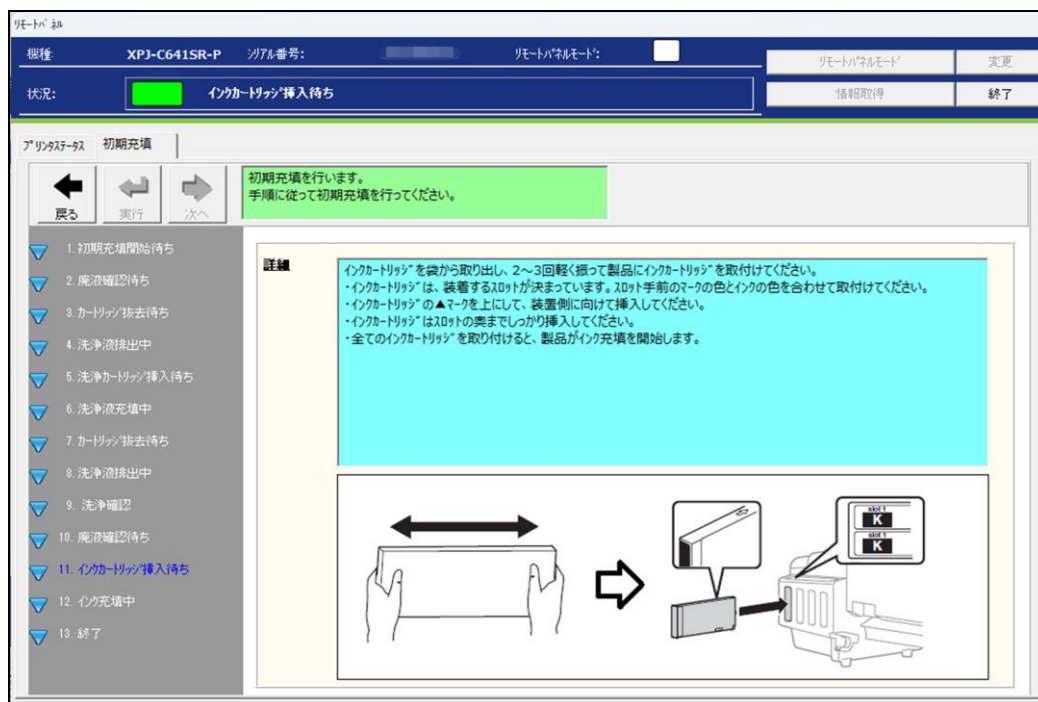 ﾘﾓｰﾄﾊﾟﾈﾙ
機種: XPJ-C641SR-P ｼﾘｱﾙ番号: ﾘﾓｰﾄﾊﾟﾈﾙﾓｰﾄﾞ:
ﾘﾓｰﾄﾊﾟﾈﾙﾓｰﾄﾞ 変更
状況: ｲﾝｸｶｰﾄﾘｯｼﾞ挿入待ち
情報取得 終了
ﾌﾟﾘﾝﾀｽﾃｰﾀｽ 初期充填
戻る 実行 次へ
初期充填を行います。
手順に従って初期充填を行ってください。
1. 初期充填開始待ち
2. 廃液確認待ち
3. ｶｰﾄﾘｯｼﾞ抜去待ち
4. 洗浄液排出中
5. 洗浄ｶｰﾄﾘｯｼﾞ挿入待ち
6. 洗浄液充填中
7. ｶｰﾄﾘｯｼﾞ抜去待ち
8. 洗浄液排出中
9. 洗浄確認
10. 廃液確認待ち
11. ｲﾝｸｶｰﾄﾘｯｼﾞ挿入待ち
12. ｲﾝｸ充填中
13. 終了
詳細
ｲﾝｸｶｰﾄﾘｯｼﾞを袋から取り出し、2～3回軽く振って製品にｲﾝｸｶｰﾄﾘｯｼﾞを取付けてください。
・ｲﾝｸｶｰﾄﾘｯｼﾞは、装着するｽﾛｯﾄが決まっています。ｽﾛｯﾄ手前のﾏｰｸの色とｲﾝｸの色を合わせて取付けてください。
・ｲﾝｸｶｰﾄﾘｯｼﾞの▲ﾏｰｸを上にして、装置側に向けて挿入してください。
・ｲﾝｸｶｰﾄﾘｯｼﾞはｽﾛｯﾄの奥までしっかり挿入してください。
・全てのｲﾝｸｶｰﾄﾘｯｼﾞを取り付けると、製品がｲﾝｸ充填を開始します。
slot 1
K
slot 1
K